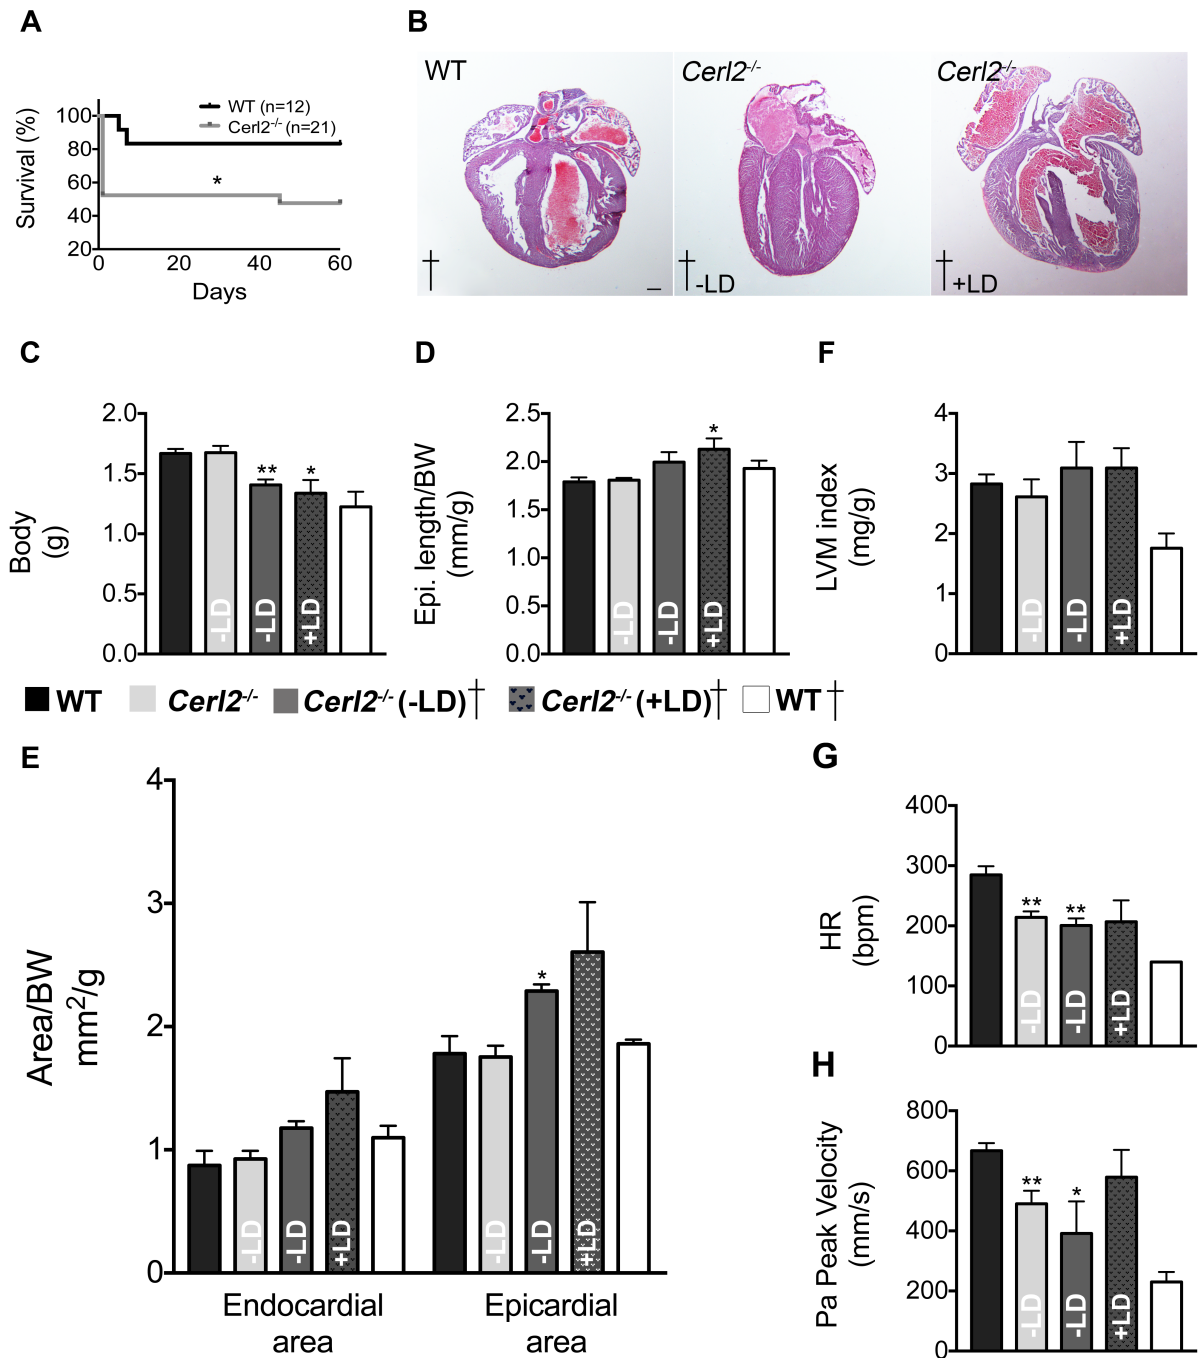 A
Survival (%)
100
80
60
40
20
0
20
40
60
Days
WT (n=12)
Cerl2-/- (n=21)
*
B
WT
†
Cerl2-/-
†-LD
Cerl2-/-
†+LD
C
Body
(g)
2.0
1.5
1.0
0.5
0.0
**
*
-LD
-LD
+LD
D
Epi. length/BW
(mm/g)
2.5
2.0
1.5
1.0
0.5
0.0
*
-LD
-LD
+LD
F
LVM index
(mg/g)
4
3
2
1
0
-LD
-LD
+LD
WT
Cerl2-/-
Cerl2-/- (-LD)†
Cerl2-/- (+LD)†
WT †
E
Area/BW
mm2/g
4
3
2
1
0
*
-LD
-LD
+LD
-LD
-LD
+LD
Endocardial
area
Epicardial
area
G
HR
(bpm)
400
300
200
100
0
**
**
-LD
-LD
+LD
H
Pa Peak Velocity
(mm/s)
800
600
400
200
0
**
*
-LD
-LD
+LD